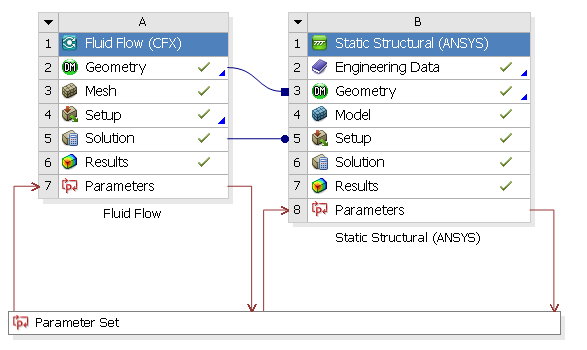 A
1 Fluid Flow (CFX)
2 DM Geometry
3 Mesh
4 Setup
5 Solution
6 Results
7 Parameters
Fluid Flow
B
1 Static Structural (ANSYS)
2 Engineering Data
3 DM Geometry
4 Model
5 Setup
6 Solution
7 Results
8 Parameters
Static Structural (ANSYS)
Parameter Set